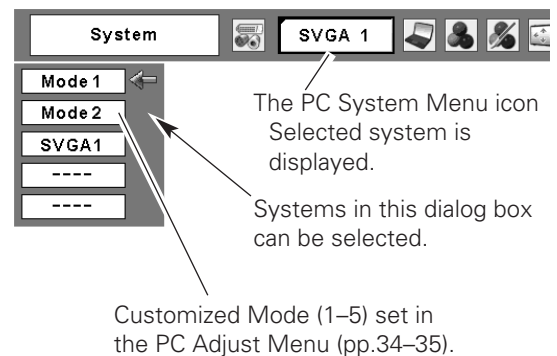 System
SVGA 1
Mode 1
Mode 2
SVGA1
----
----
The PC System Menu icon
Selected system is
displayed.
Systems in this dialog box
can be selected.
Customized Mode (1–5) set in
the PC Adjust Menu (pp.34–35).